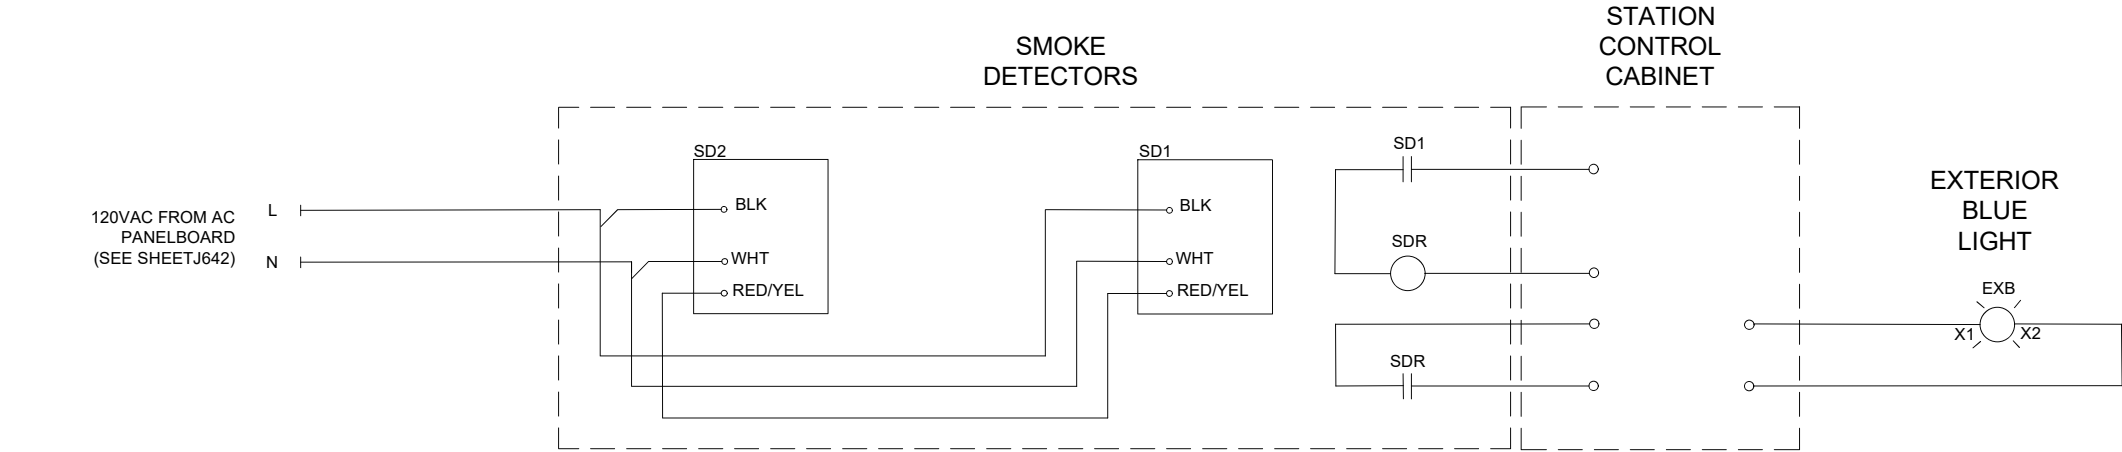 STATION
CONTROL
CABINET
SMOKE
DETECTORS
SD2
SD1
SD1
BLK
BLK
120VAC FROM AC
PANELBOARD
(SEE SHEETJ642)
L
N
WHT
WHT
RED/YEL
RED/YEL
SDR
SDR
EXTERIOR
BLUE
LIGHT
EXB
X1
X2